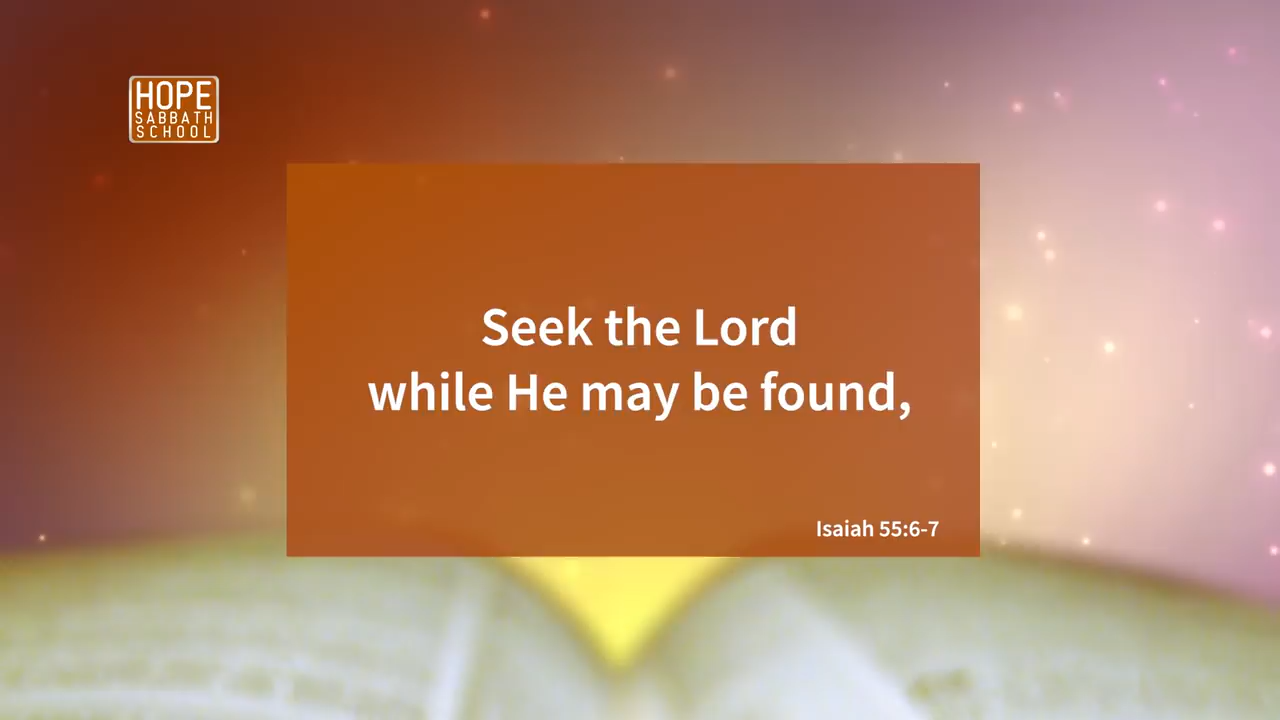 HOPE
SABBATH
SCHOOL
Seek the Lord
while He may be found,
Isaiah 55:6-7